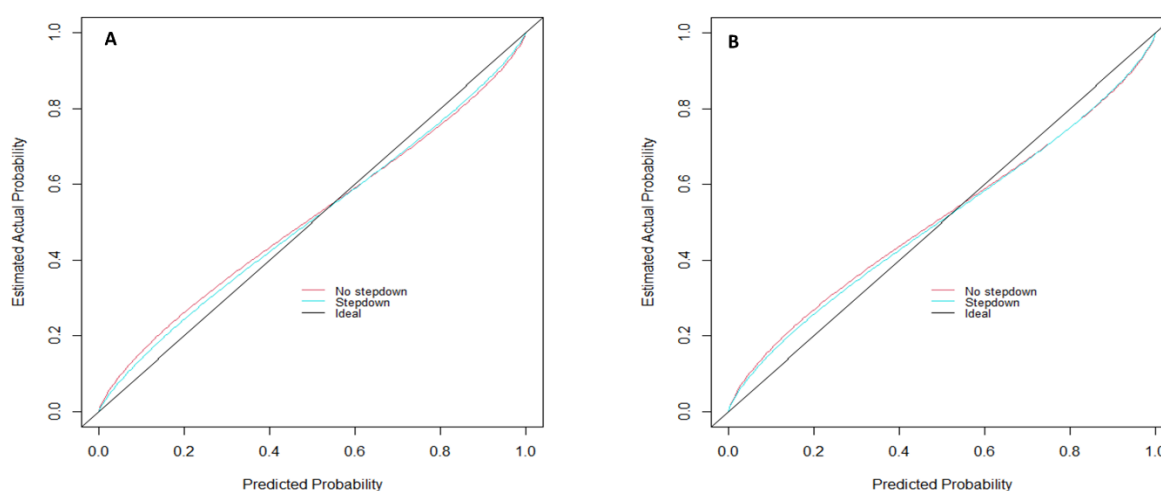 A
1.0
0.8
0.6
0.4
0.2
0.0
Estimated Actual Probability
No stepdown
Stepdown
Ideal
0.0 0.2 0.4 0.6 0.8 1.0
Predicted Probability
B
1.0
0.8
0.6
0.4
0.2
0.0
Estimated Actual Probability
No stepdown
Stepdown
Ideal
0.0 0.2 0.4 0.6 0.8 1.0
Predicted Probability